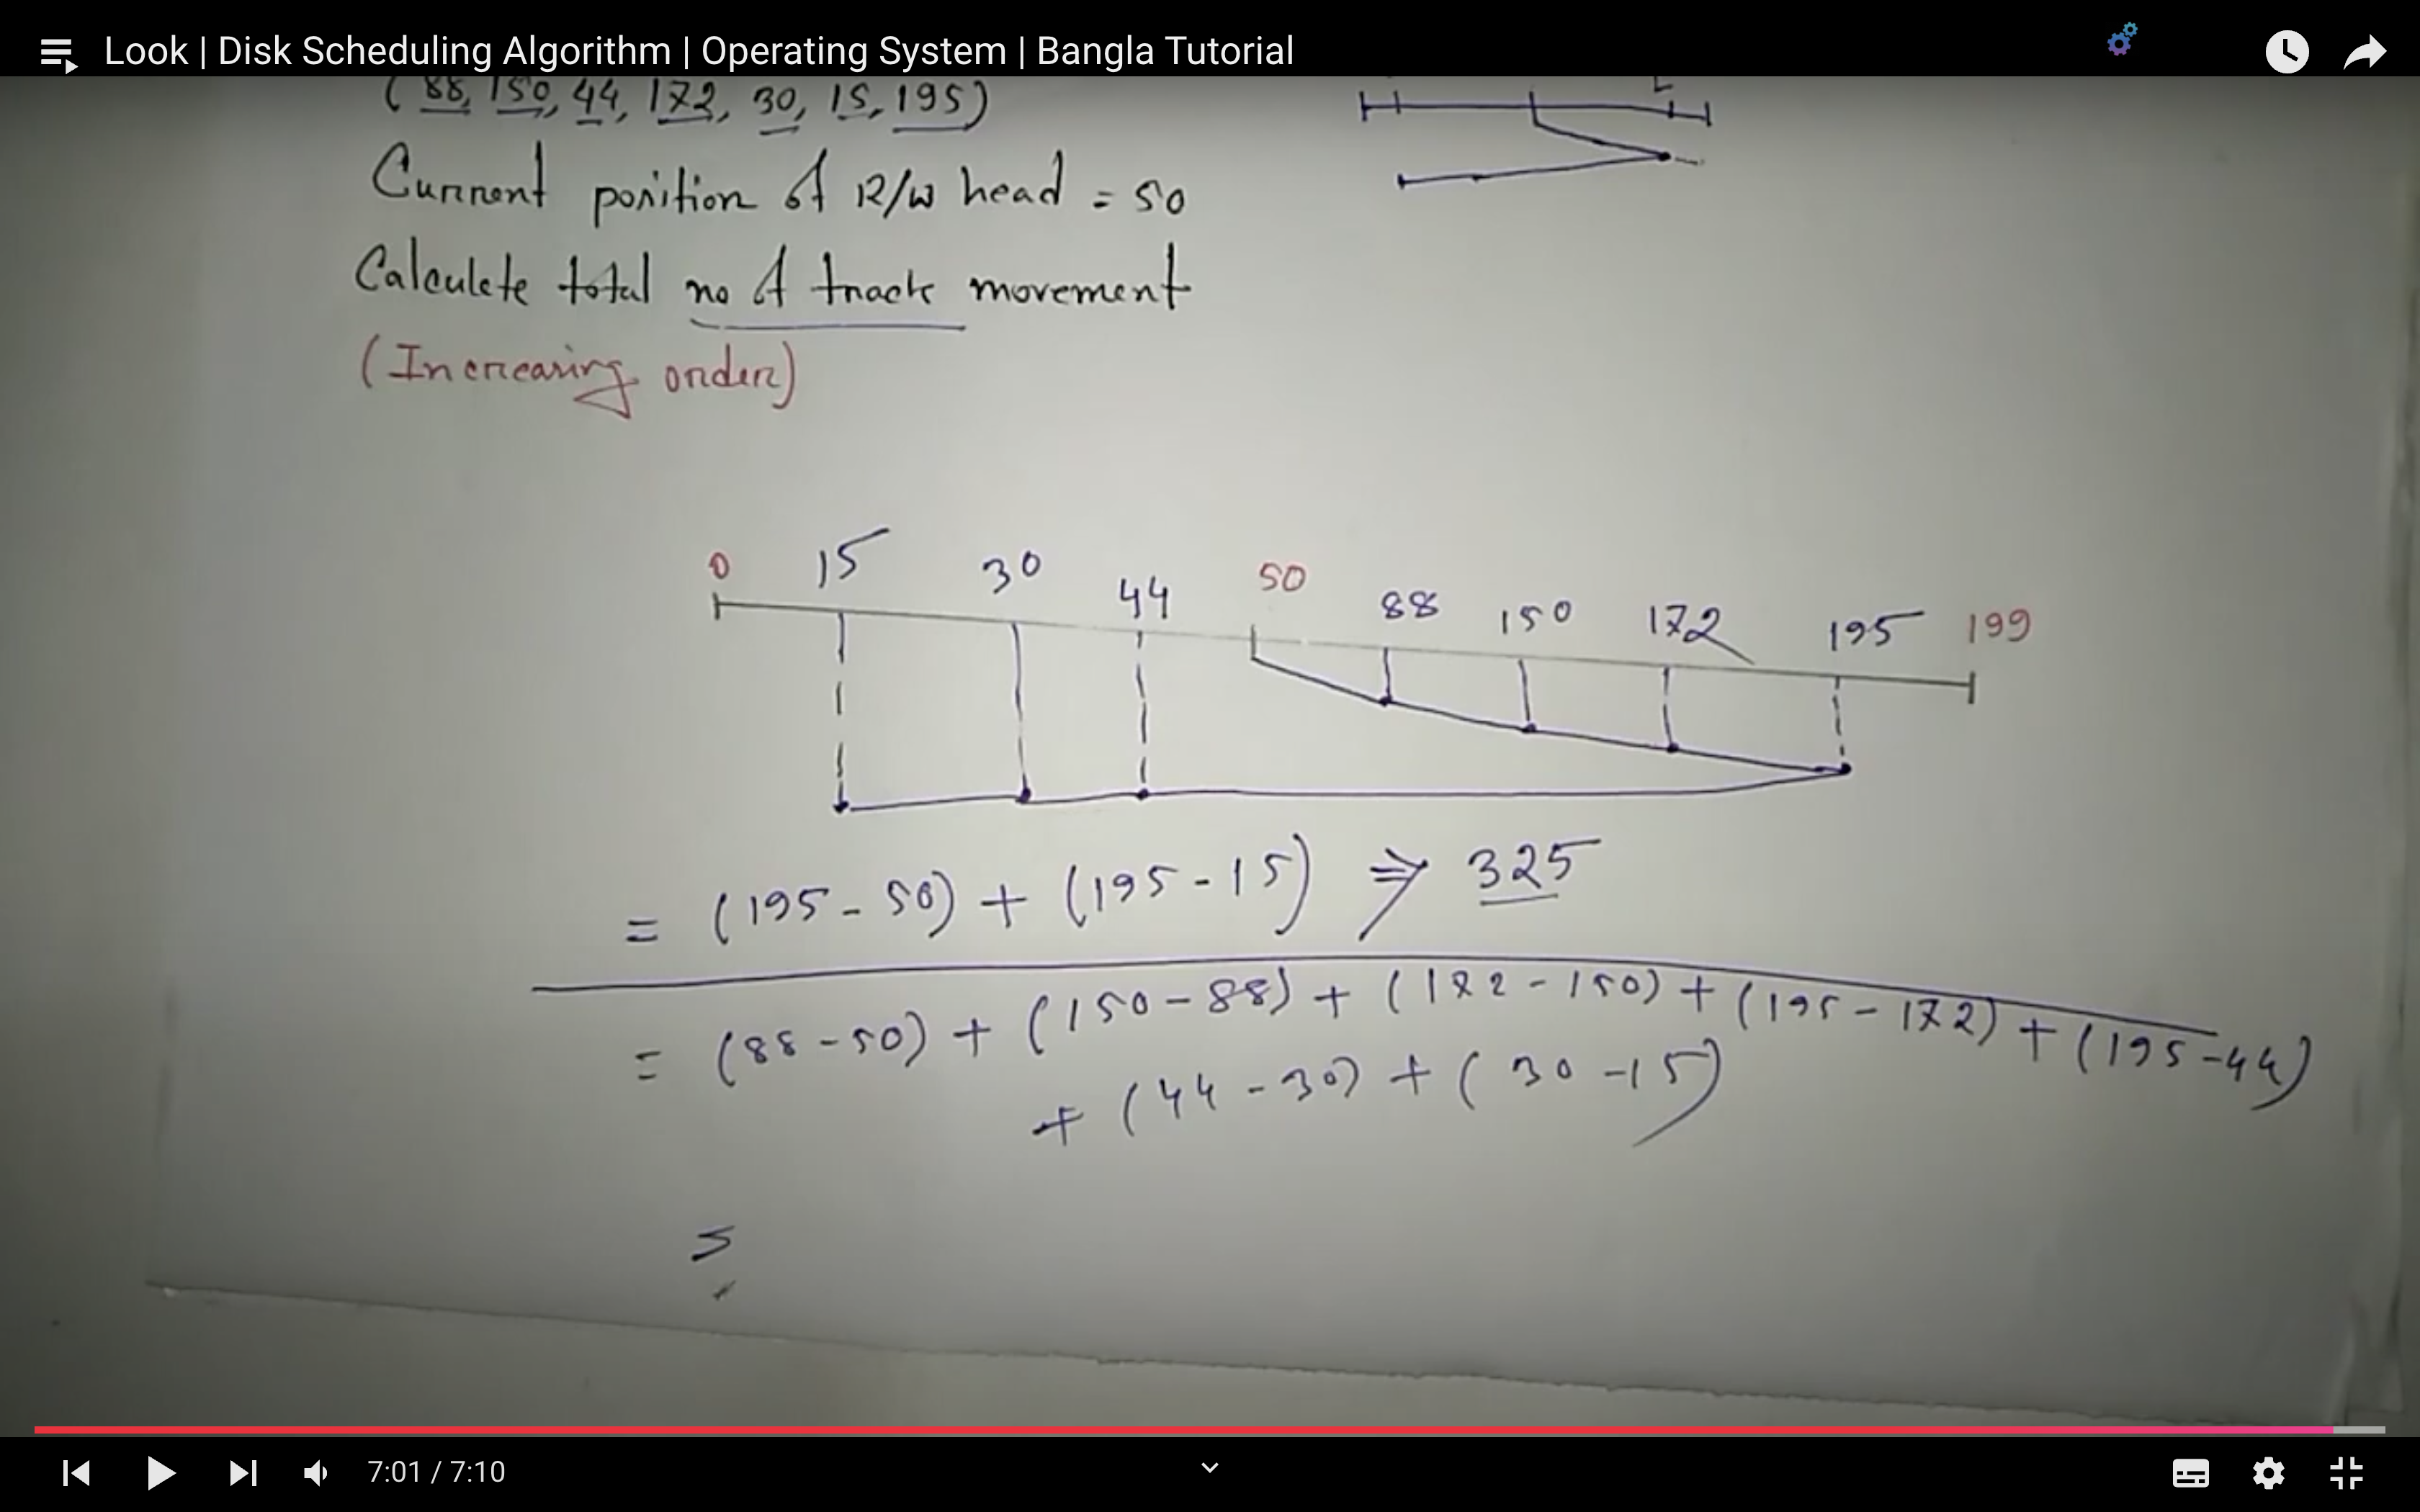 Look | Disk Scheduling Algorithm | Operating System | Bangla Tutorial
(88, 150, 44, 172, 30, 15, 195)
Current position of R/W head = 50
Calculate total no of track movement
(Increasing order)
0 15 30 44 50 88 150 172 195 199
= (195 - 50) + (195 - 15) ⇒ 325
= (88 - 50) + (150 - 88) + (172 - 150) + (195 - 172) + (195 - 44)
+ (44 - 30) + (30 - 15)
=
7:01 / 7:10